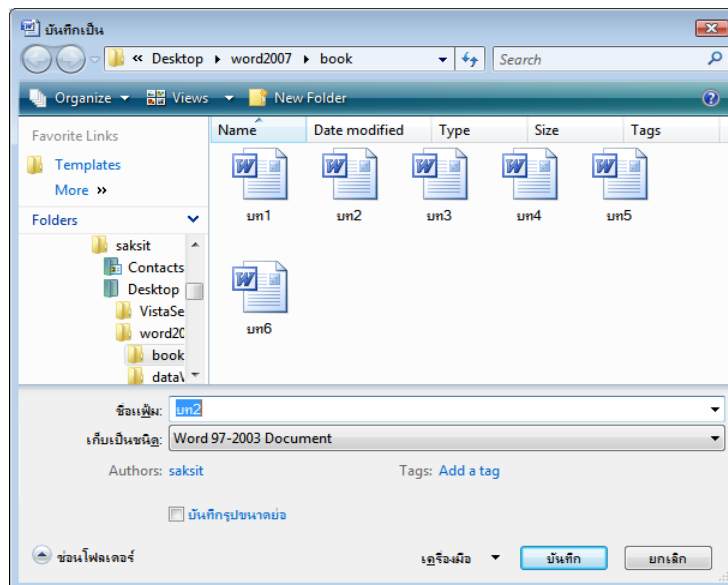 บันทึกเป็น
« Desktop word2007 book Search
Organize Views New Folder
Favorite Links
Templates
More »
Folders
saksit
Contacts
Desktop
VistaSe
word20
book
data\
Name Date modified Type Size Tags
บท1 บท2 บท3 บท4 บท5
บท6
ชื่อแฟ้ม: บท2
เก็บเป็นชนิด: Word 97-2003 Document
Authors: saksit Tags: Add a tag
บันทึกรูปขนาดย่อ
ซ่อนโฟลเดอร์ เครื่องมือ บันทึก ยกเลิก